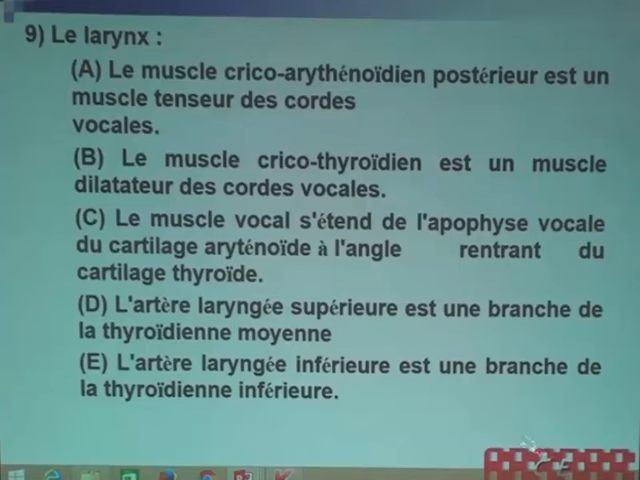 9) Le larynx :
(A) Le muscle crico-arythénoïdien postérieur est un
muscle tenseur des cordes
vocales.
(B) Le muscle crico-thyroïdien est un muscle
dilatateur des cordes vocales.
(C) Le muscle vocal s'étend de l'apophyse vocale
du cartilage aryténoïde à l'angle rentrant du
cartilage thyroïde.
(D) L'artère laryngée supérieure est une branche de
la thyroïdienne moyenne
(E) L'artère laryngée inférieure est une branche de
la thyroïdienne inférieure.